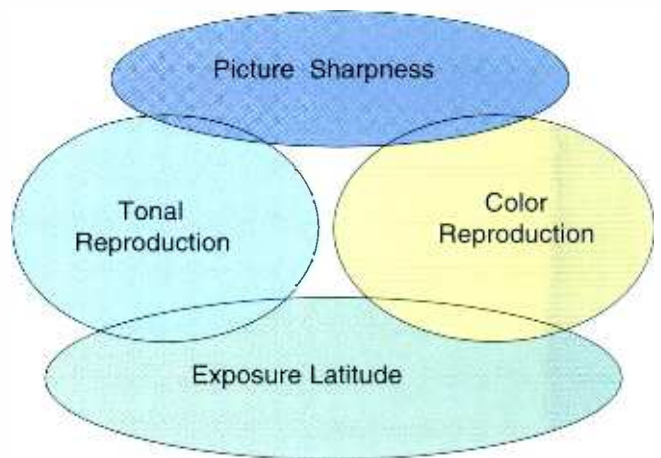 Picture Sharpness
Tonal
Reproduction
Color
Reproduction
Exposure Latitude